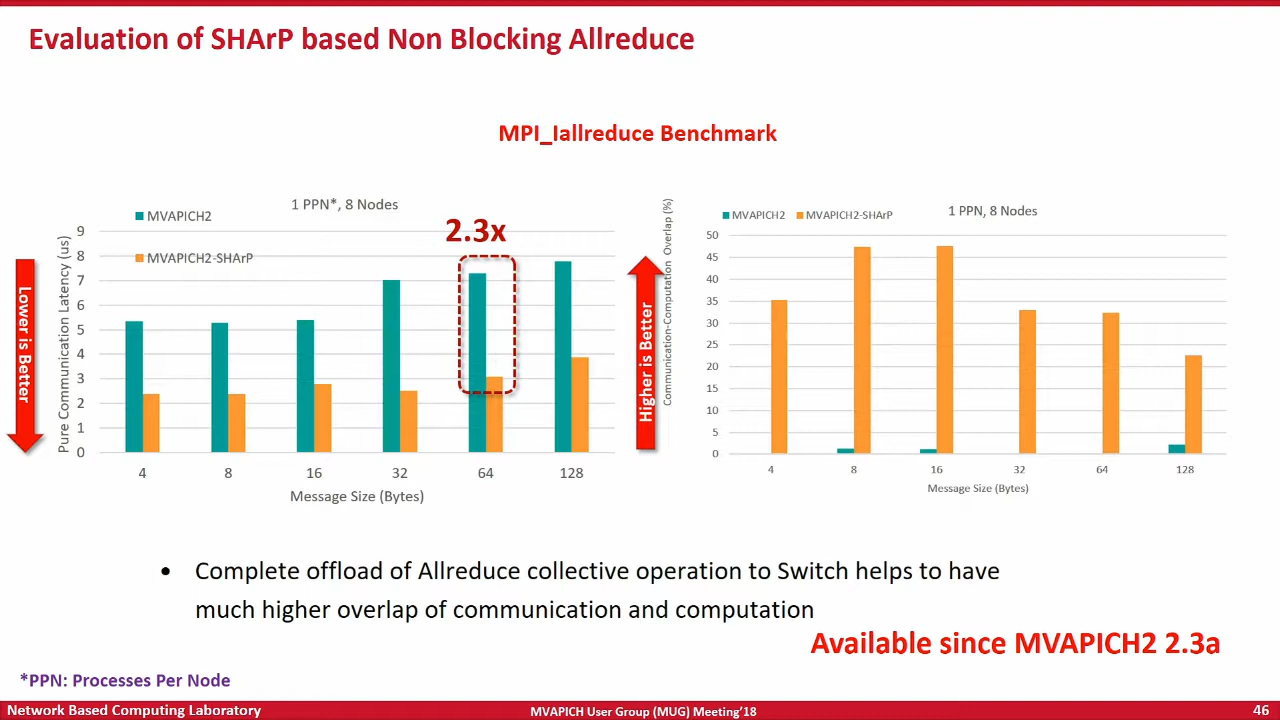 Evaluation of SHArP based Non Blocking Allreduce
MPI_Iallreduce Benchmark
1 PPN*, 8 Nodes
MVAPICH2
MVAPICH2-SHArP
2.3x
Lower is Better
Pure Communication Latency (us)
9
8
7
6
5
4
3
2
1
0
4 8 16 32 64 128
Message Size (Bytes)
1 PPN, 8 Nodes
MVAPICH2 MVAPICH2-SHArP
Higher is Better
Communication-Computation Overlap (%)
50
45
40
35
30
25
20
15
10
5
0
4 8 16 32 64 128
Message Size (Bytes)
• Complete offload of Allreduce collective operation to Switch helps to have
much higher overlap of communication and computation
Available since MVAPICH2 2.3a
*PPN: Processes Per Node
Network Based Computing Laboratory MVAPICH User Group (MUG) Meeting'18 46